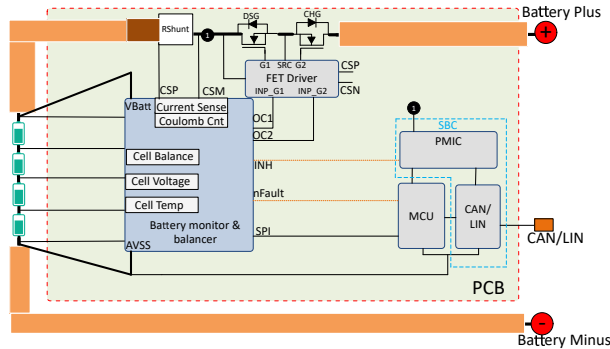 Battery Plus
DSG
CHG
RShunt
1
+
G1 SRC G2
FET Driver
INP_G1 INP_G2
CSP
CSN
CSP
CSM
VBatt
Current Sense
Coulomb Cnt
OC1
OC2
1
SBC
PMIC
Cell Balance
INH
Cell Voltage
nFault
MCU
CAN/
LIN
Cell Temp
Battery monitor &
balancer
SPI
CAN/LIN
AVSS
PCB
-
Battery Minus